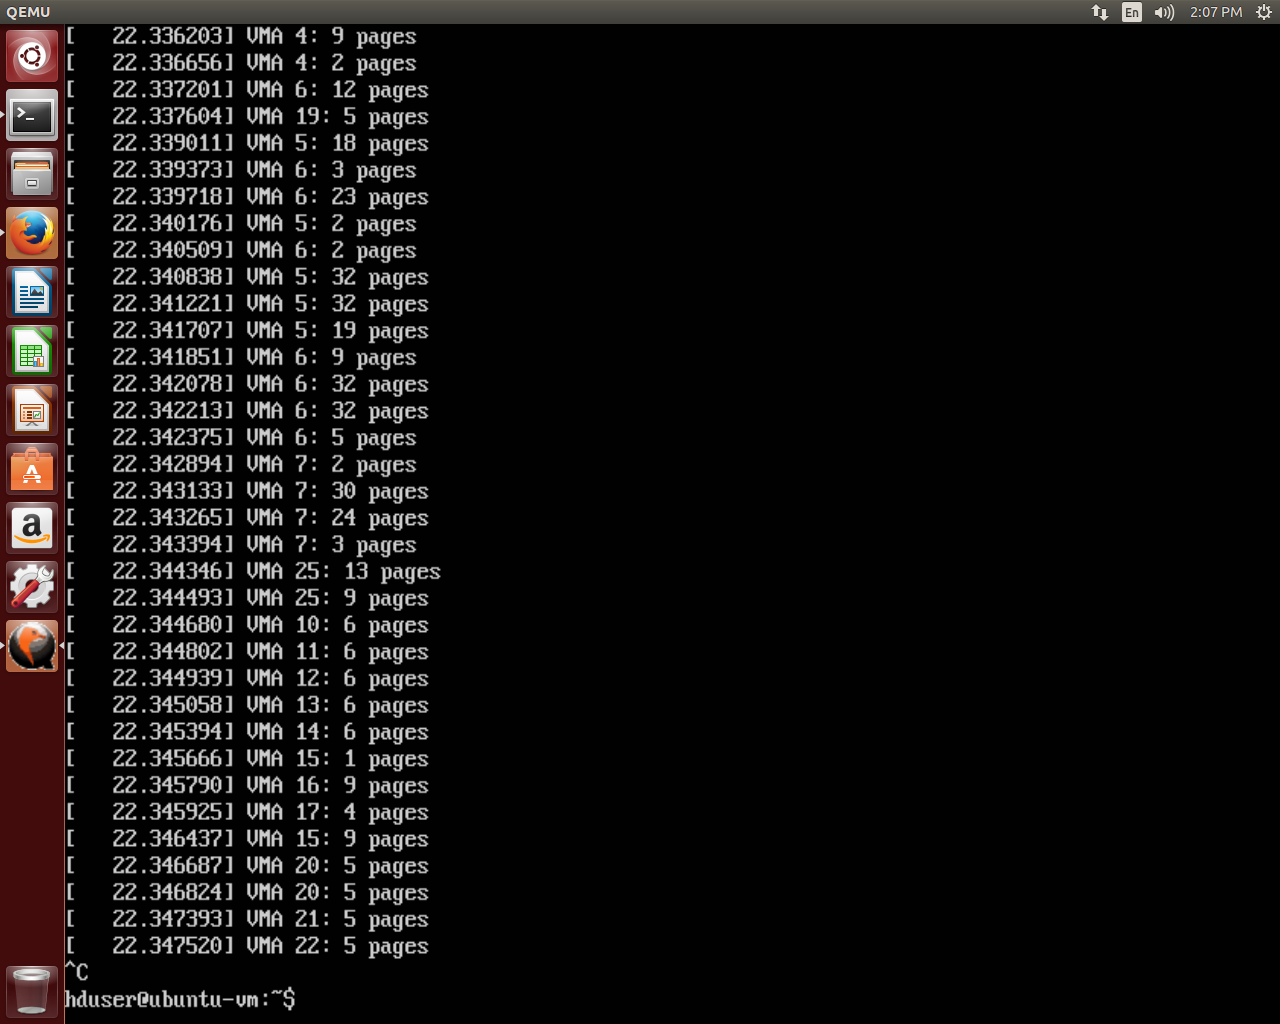 QEMU
En
2:07 PM
[   22.336203] VMA 4: 9 pages
[   22.336656] VMA 4: 2 pages
[   22.337201] VMA 6: 12 pages
[   22.337604] VMA 19: 5 pages
[   22.339011] VMA 5: 18 pages
[   22.339373] VMA 6: 3 pages
[   22.339718] VMA 6: 23 pages
[   22.340176] VMA 5: 2 pages
[   22.340509] VMA 6: 2 pages
[   22.340838] VMA 5: 32 pages
[   22.341221] VMA 5: 32 pages
[   22.341707] VMA 5: 19 pages
[   22.341851] VMA 6: 9 pages
[   22.342078] VMA 6: 32 pages
[   22.342213] VMA 6: 32 pages
[   22.342375] VMA 6: 5 pages
[   22.342894] VMA 7: 2 pages
[   22.343133] VMA 7: 30 pages
[   22.343265] VMA 7: 24 pages
[   22.343394] VMA 7: 3 pages
[   22.344346] VMA 25: 13 pages
[   22.344493] VMA 25: 9 pages
[   22.344680] VMA 10: 6 pages
[   22.344802] VMA 11: 6 pages
[   22.344939] VMA 12: 6 pages
[   22.345058] VMA 13: 6 pages
[   22.345394] VMA 14: 6 pages
[   22.345666] VMA 15: 1 pages
[   22.345790] VMA 16: 9 pages
[   22.345925] VMA 17: 4 pages
[   22.346437] VMA 15: 9 pages
[   22.346687] VMA 20: 5 pages
[   22.346824] VMA 20: 5 pages
[   22.347393] VMA 21: 5 pages
[   22.347520] VMA 22: 5 pages
^C
hduser@ubuntu-vm:~$